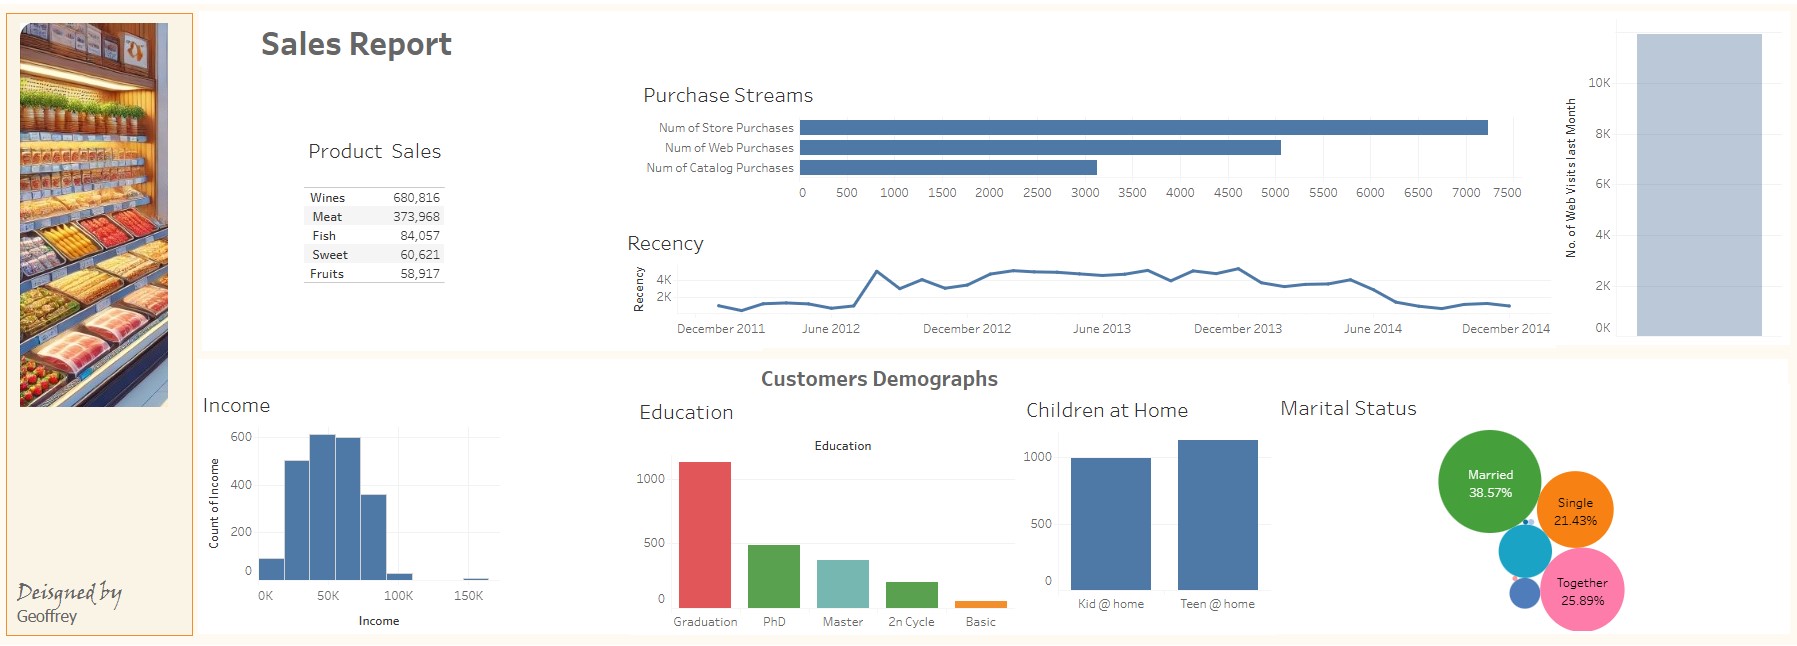 Sales Report
Product Sales
Wines 680,816
Meat 373,968
Fish 84,057
Sweet 60,621
Fruits 58,917
Purchase Streams
Num of Store Purchases
Num of Web Purchases
Num of Catalog Purchases
0 500 1000 1500 2000 2500 3000 3500 4000 4500 5000 5500 6000 6500 7000 7500
Recency
Recency
4K
2K
December 2011 June 2012 December 2012 June 2013 December 2013 June 2014 December 2014
No. of Web Visits last Month
10K
8K
6K
4K
2K
0K
Customers Demographs
Income
Count of Income
600
400
200
0
0K 50K 100K 150K
Income
Education
Education
1000
500
0
Graduation PhD Master 2n Cycle Basic
Children at Home
1000
500
0
Kid @ home Teen @ home
Marital Status
Married
38.57%
Single
21.43%
Together
25.89%
Deisgned by
Geoffrey